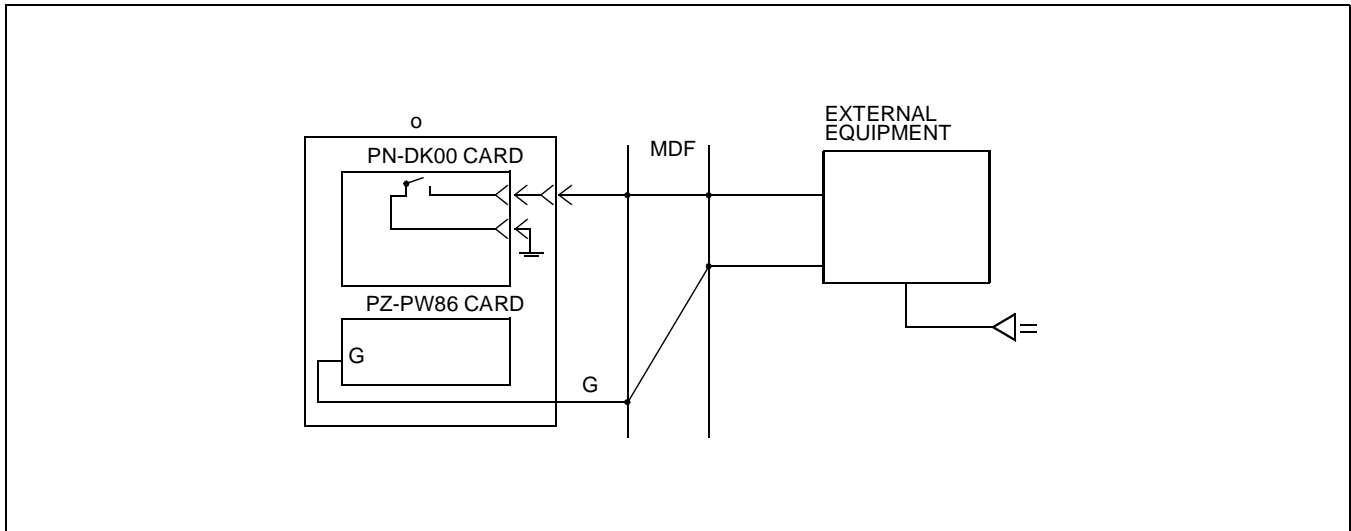 o
PN-DK00 CARD
MDF
EXTERNAL
EQUIPMENT
PZ-PW86 CARD
G
G